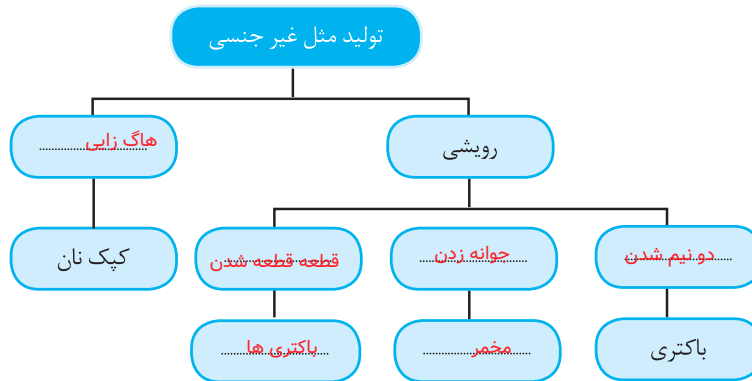 تولید مثل غیر جنسی
رویشی
هاگ زایی
دو نیم شدن
جوانه زدن
قطعه قطعه شدن
کپک نان
باکتری
مخمر
باکتری ها